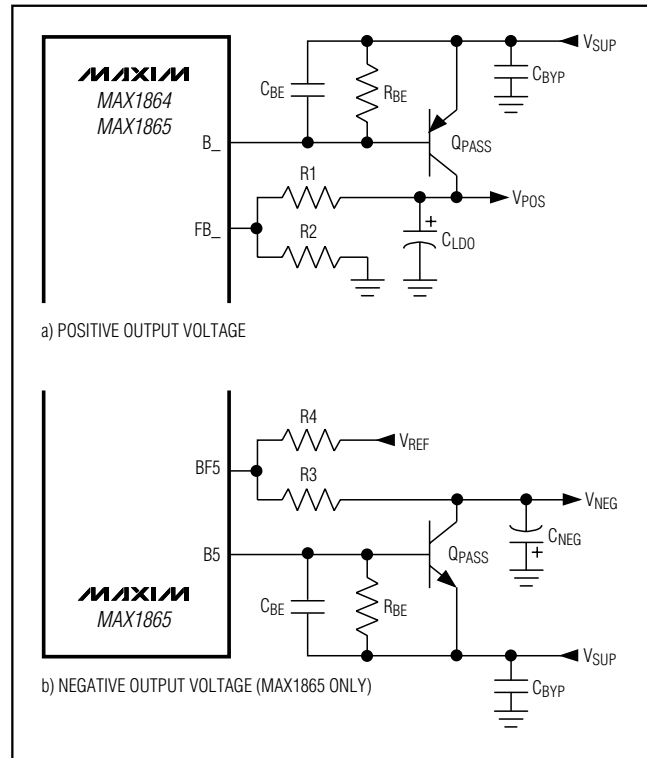 MAXIM
MAX1864
MAX1865
B_
FB_
CBE
RBE
QPASS
VSUP
CBYP
R1
R2
VPOS
+
CLDO
a) POSITIVE OUTPUT VOLTAGE
R4
VREF
BF5
R3
VNEG
CNEG
+
B5
QPASS
MAXIM
MAX1865
CBE
RBE
VSUP
CBYP
b) NEGATIVE OUTPUT VOLTAGE (MAX1865 ONLY)